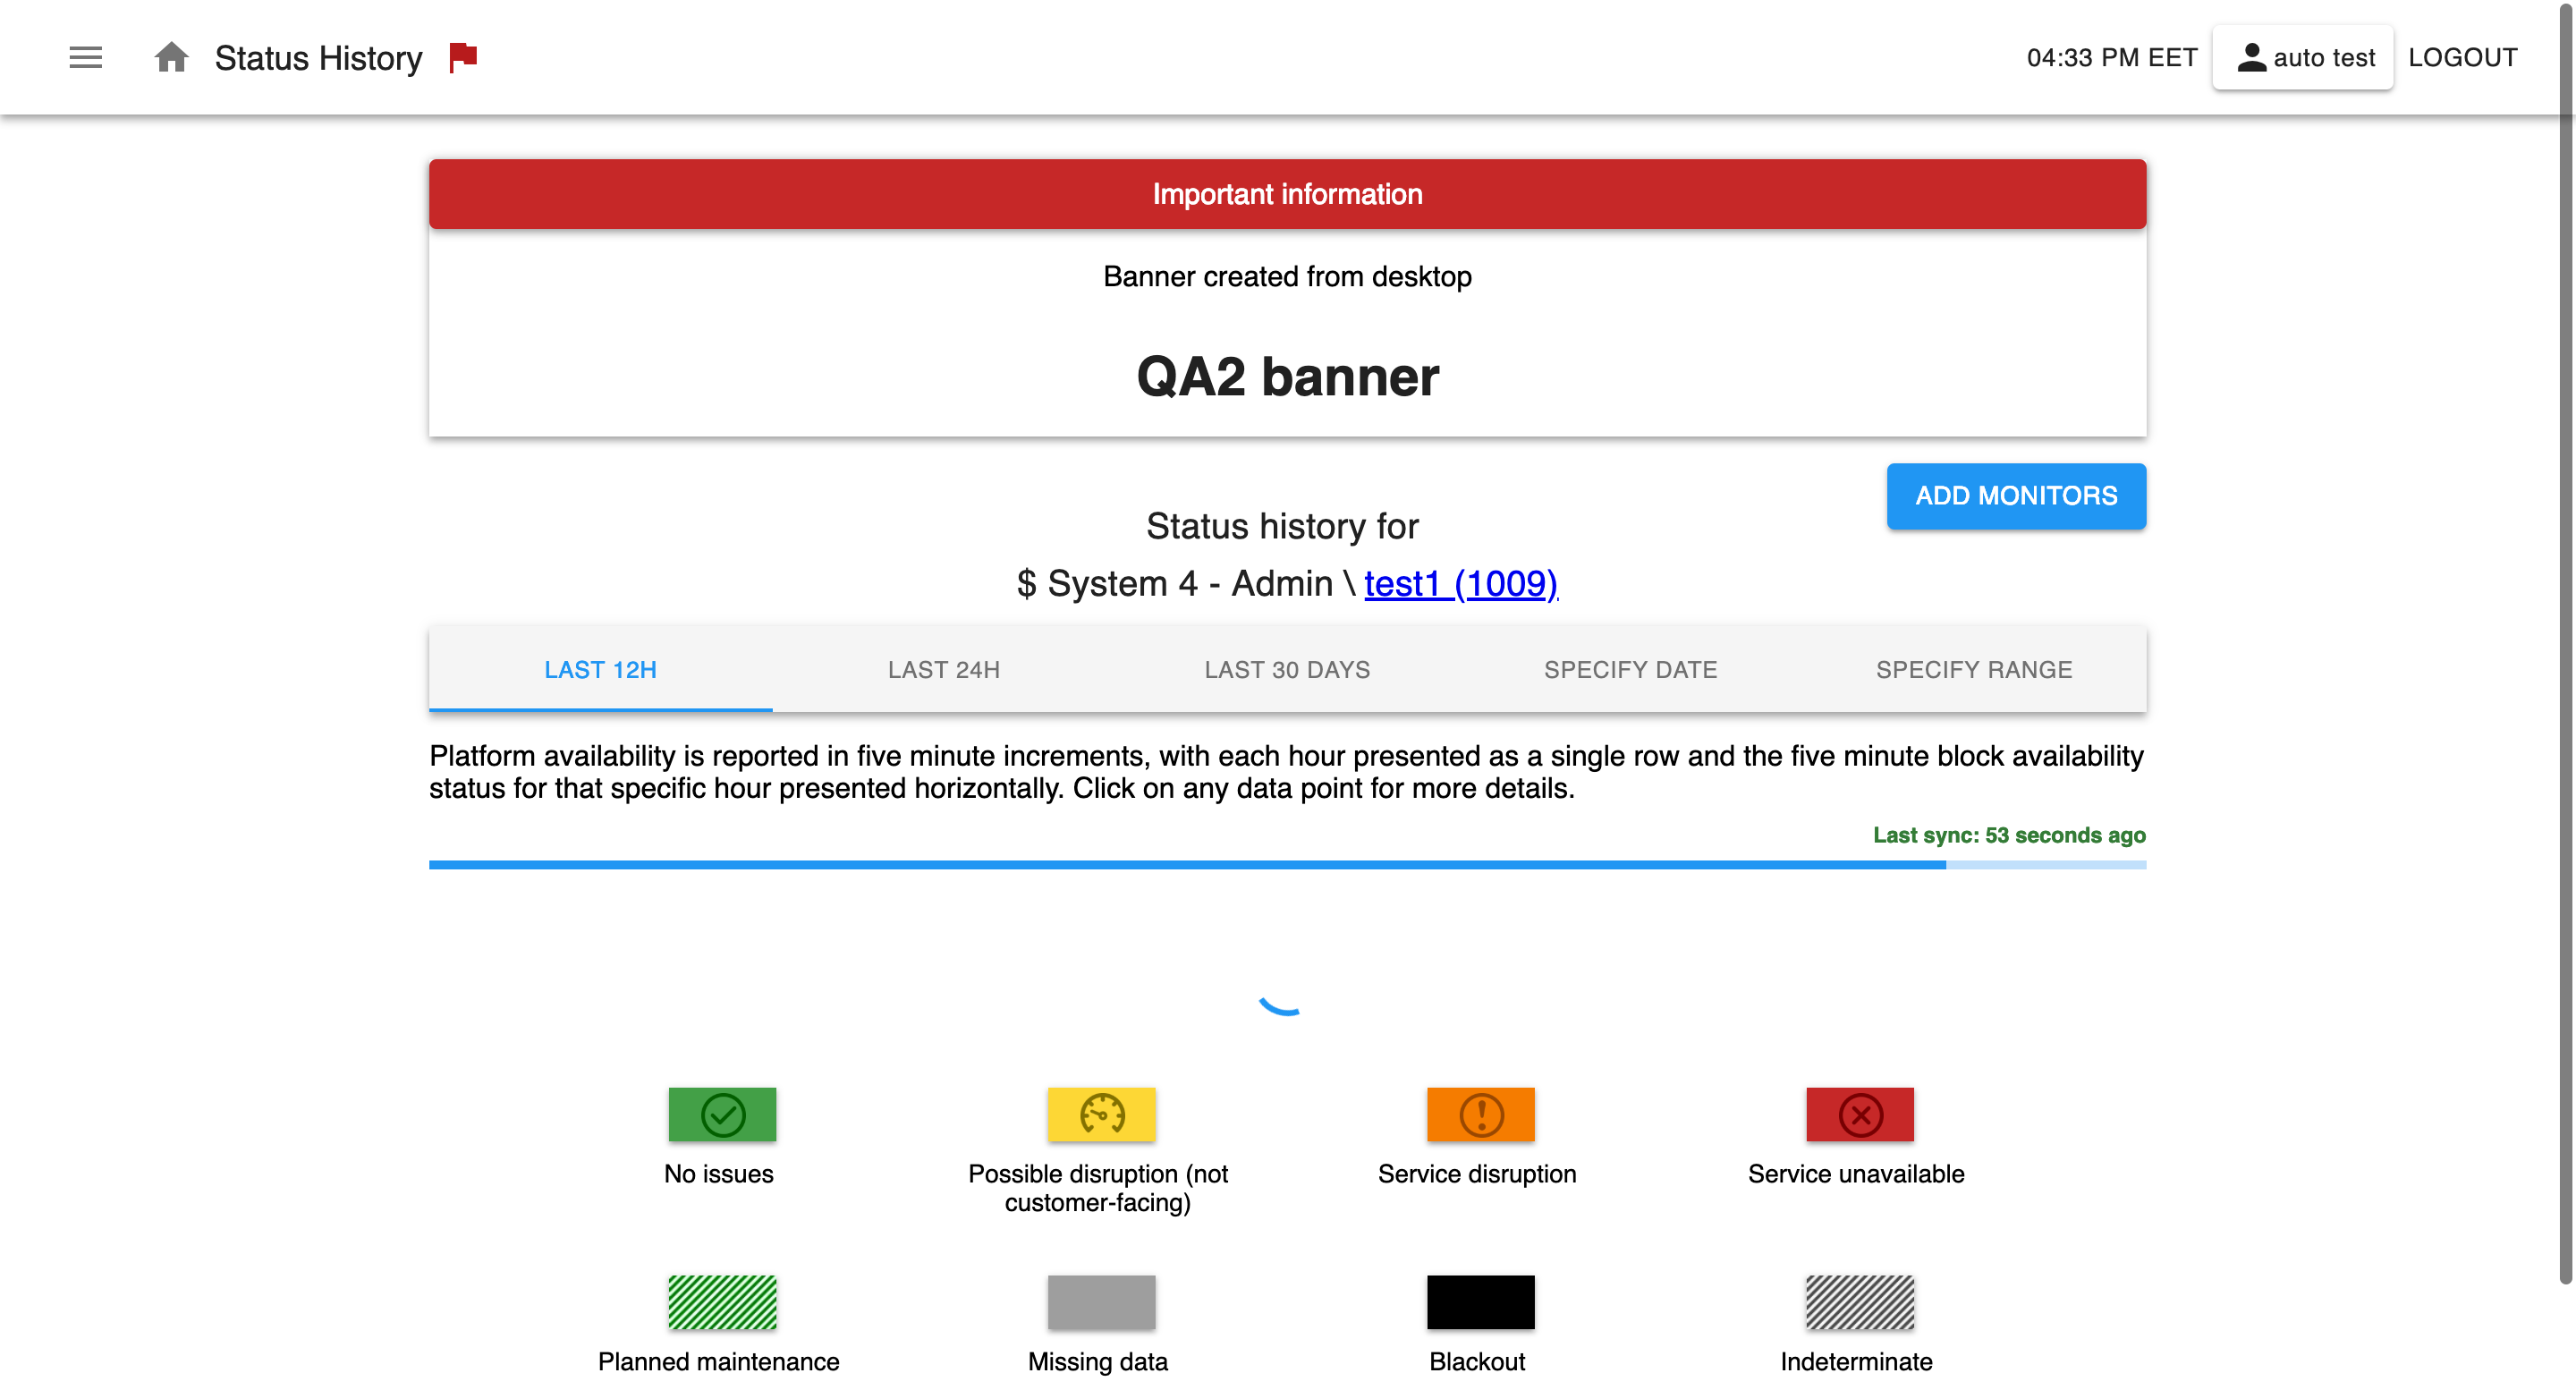 Status History
04:33 PM EET
auto test
LOGOUT
Important information
Banner created from desktop
QA2 banner
ADD MONITORS
Status history for
$ System 4 - Admin \ test1 (1009)
LAST 12H
LAST 24H
LAST 30 DAYS
SPECIFY DATE
SPECIFY RANGE
Platform availability is reported in five minute increments, with each hour presented as a single row and the five minute block availability
status for that specific hour presented horizontally. Click on any data point for more details.
Last sync: 53 seconds ago
No issues
Possible disruption (not
customer-facing)
Service disruption
Service unavailable
Planned maintenance
Missing data
Blackout
Indeterminate